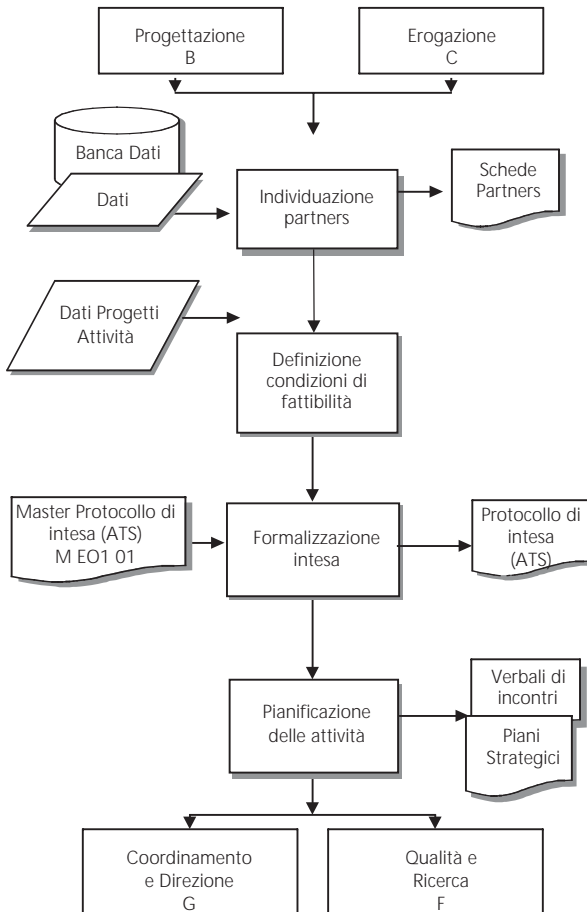 Progettazione
B
Erogazione
C
Banca Dati
Dati
Individuazione
partners
Schede
Partners
Dati Progetti
Attività
Definizione
condizioni di
fattibilità
Master Protocollo di
intesa (ATS)
M EO1 01
Formalizzazione
intesa
Protocollo di
intesa
(ATS)
Pianificazione
delle attività
Verbali di
incontri
Piani
Strategici
Coordinamento
e Direzione
G
Qualità e
Ricerca
F